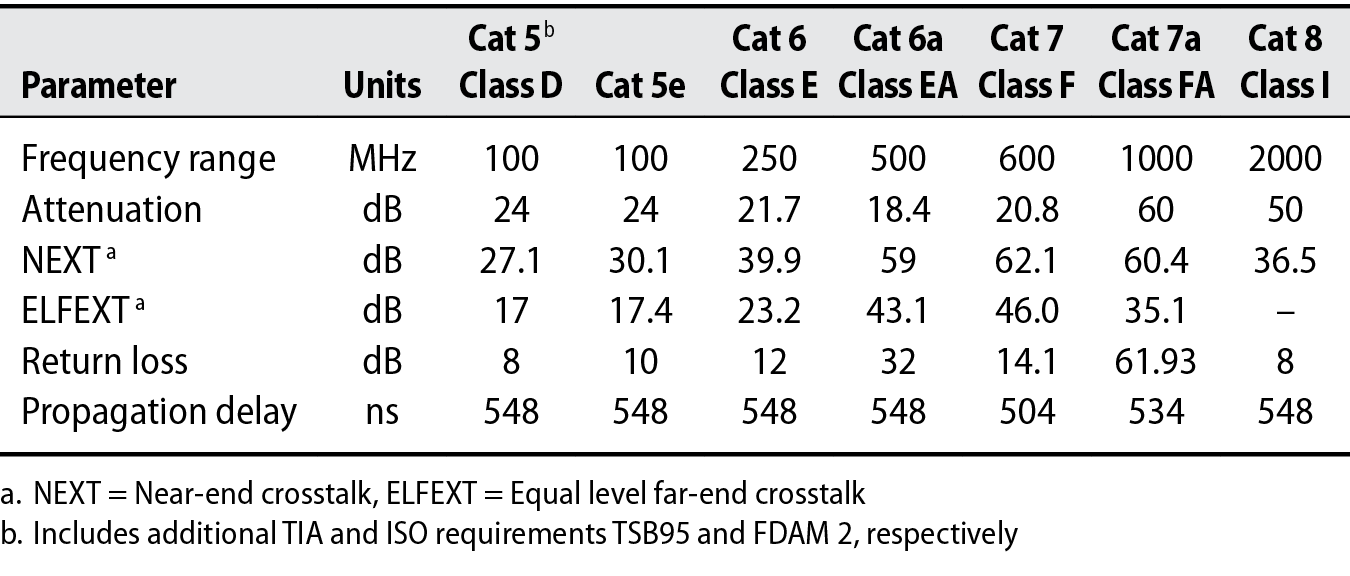 Cat 5b Cat 6 Cat 6a Cat 7 Cat 7a Cat 8
Parameter Units Class D Cat 5e Class E Class EA Class F Class FA Class I
Frequency range MHz 100 100 250 500 600 1000 2000
Attenuation dB 24 24 21.7 18.4 20.8 60 50
NEXT a dB 27.1 30.1 39.9 59 62.1 60.4 36.5
ELFEXT a dB 17 17.4 23.2 43.1 46.0 35.1 –
Return loss dB 8 10 12 32 14.1 61.93 8
Propagation delay ns 548 548 548 548 504 534 548
a. NEXT = Near-end crosstalk, ELFEXT = Equal level far-end crosstalk
b. Includes additional TIA and ISO requirements TSB95 and FDAM 2, respectively